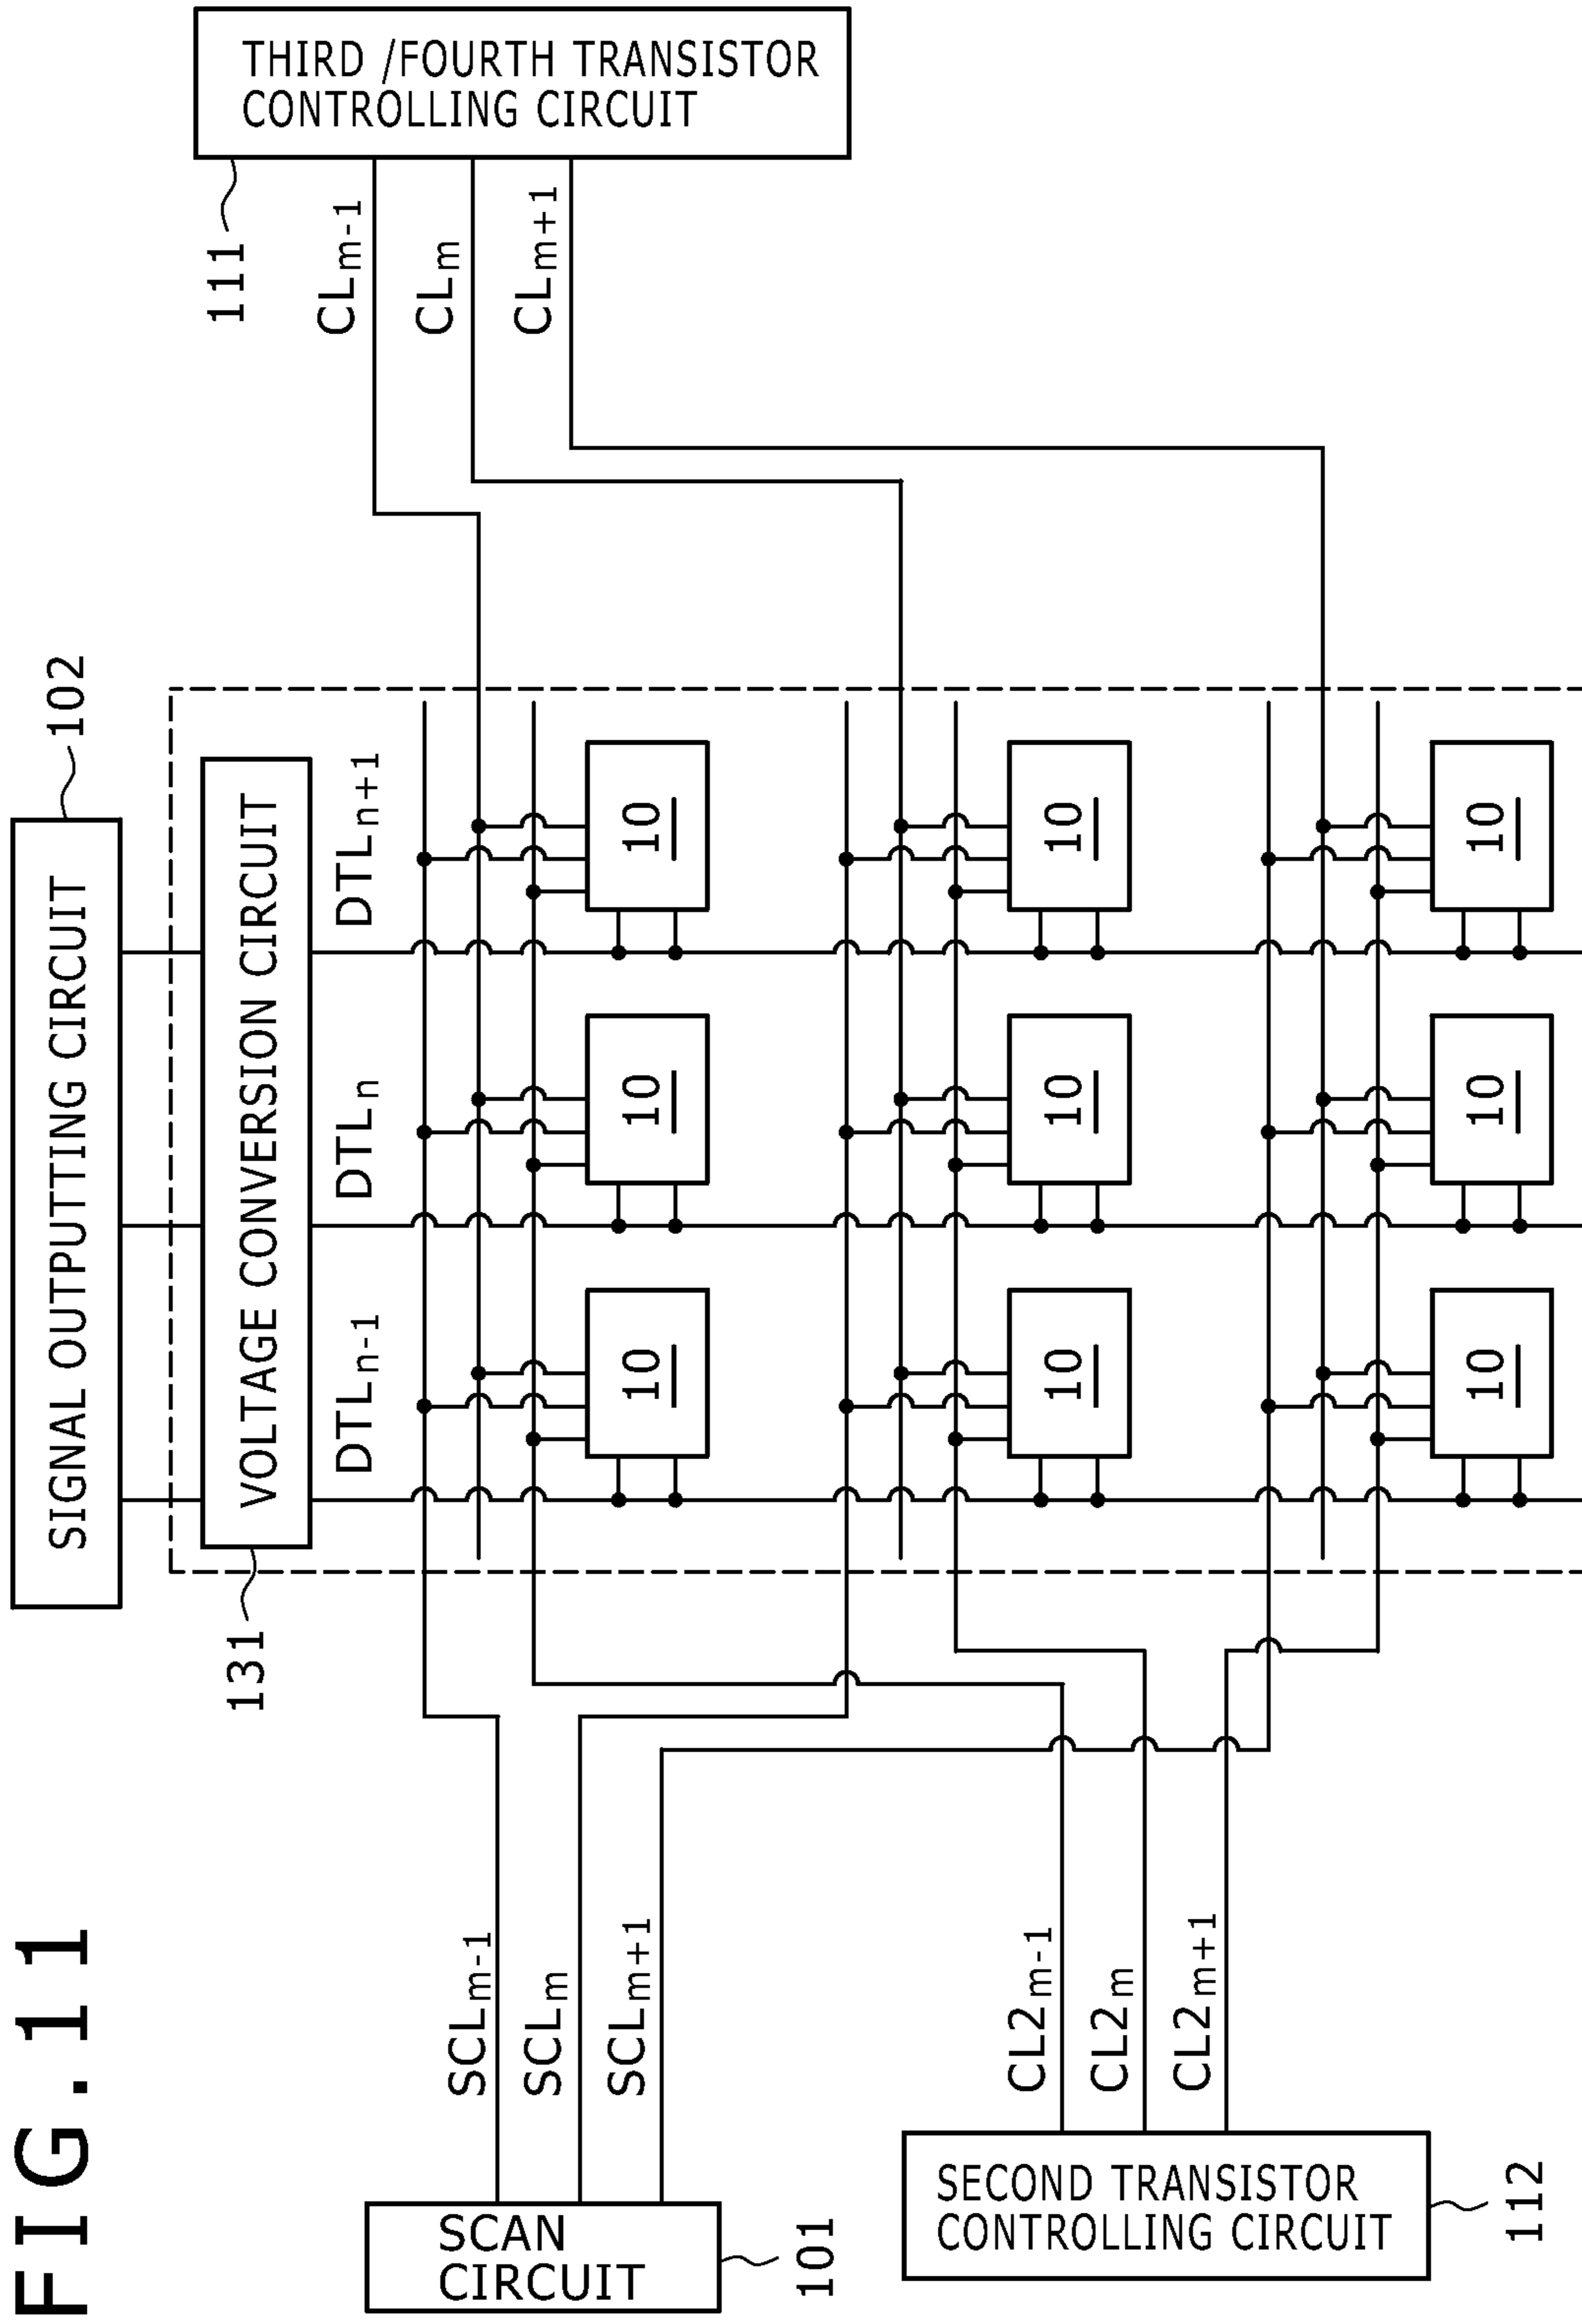 FIG.11
SIGNAL OUTPUTTING CIRCUIT
102
131
VOLTAGE CONVERSION CIRCUIT
DTLn-1
DTLn
DTLn+1
THIRD /FOURTH TRANSISTOR
CONTROLLING CIRCUIT
111
CLm-1
CLm
CLm+1
SCAN
CIRCUIT
101
SCLm-1
SCLm
SCLm+1
10
10
10
10
10
10
10
10
10
SECOND TRANSISTOR
CONTROLLING CIRCUIT
112
CL2m-1
CL2m
CL2m+1